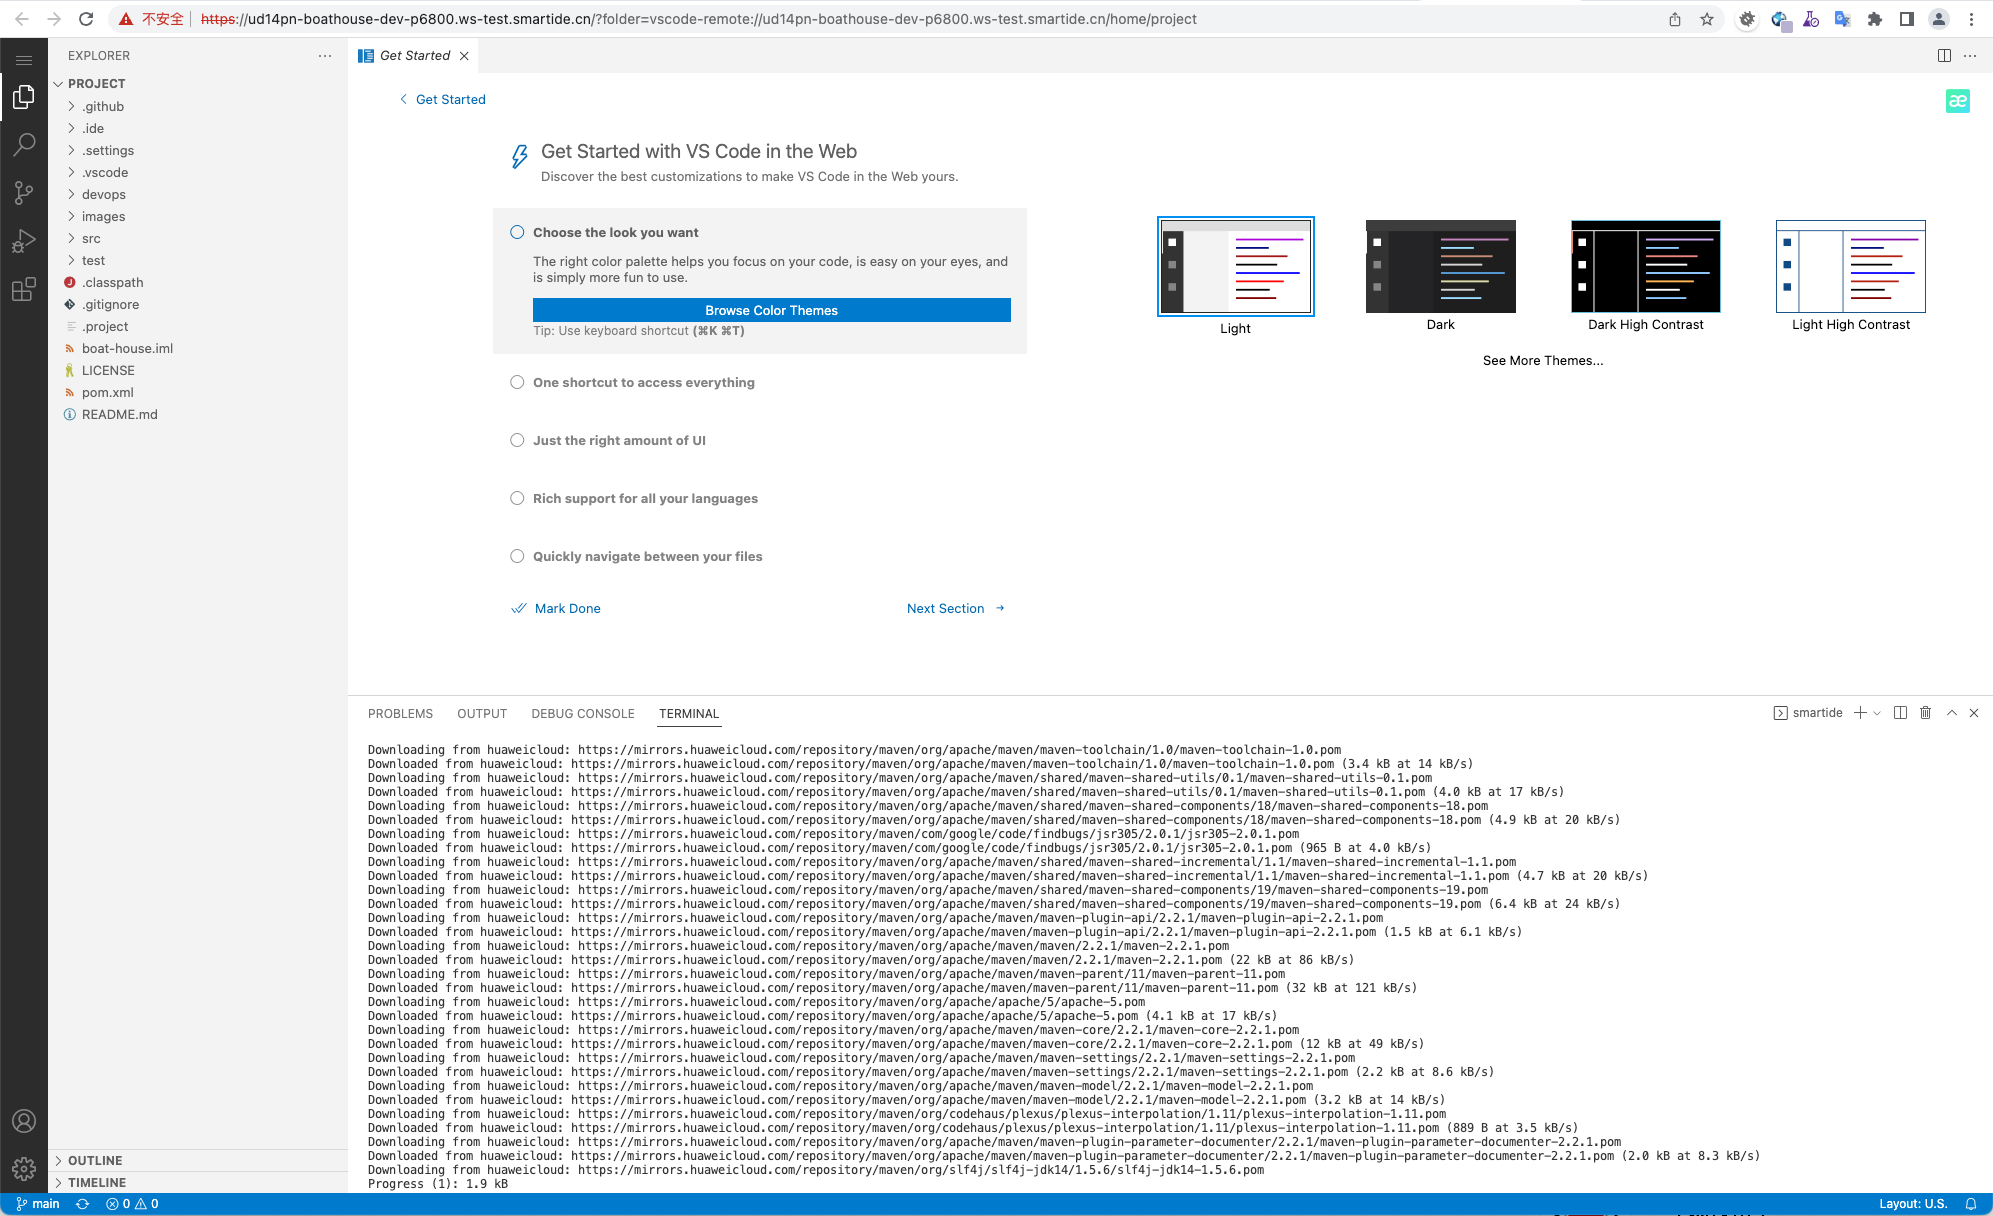 不安全 https://ud14pn-boathouse-dev-p6800.ws-test.smartide.cn/?folder=vscode-remote://ud14pn-boathouse-dev-p6800.ws-test.smartide.cn/home/project
EXPLORER
PROJECT
.github
.ide
.settings
.vscode
devops
images
src
test
.classpath
.gitignore
.project
boat-house.iml
LICENSE
pom.xml
README.md
OUTLINE
TIMELINE
Get Started
Get Started
æ
Get Started with VS Code in the Web
Discover the best customizations to make VS Code in the Web yours.
Choose the look you want
The right color palette helps you focus on your code, is easy on your eyes, and
is simply more fun to use.
Browse Color Themes
Tip: Use keyboard shortcut (⌘K ⌘T)
One shortcut to access everything
Just the right amount of UI
Rich support for all your languages
Quickly navigate between your files
Mark Done
Next Section
Light
Dark
Dark High Contrast
Light High Contrast
See More Themes...
PROBLEMS OUTPUT DEBUG CONSOLE TERMINAL
smartide
Downloading from huaweicloud: https://mirrors.huaweicloud.com/repository/maven/org/apache/maven/maven-toolchain/1.0/maven-toolchain-1.0.pom
Downloaded from huaweicloud: https://mirrors.huaweicloud.com/repository/maven/org/apache/maven/maven-toolchain/1.0/maven-toolchain-1.0.pom (3.4 kB at 14 kB/s)
Downloading from huaweicloud: https://mirrors.huaweicloud.com/repository/maven/org/apache/maven/shared/maven-shared-utils/0.1/maven-shared-utils-0.1.pom
Downloaded from huaweicloud: https://mirrors.huaweicloud.com/repository/maven/org/apache/maven/shared/maven-shared-utils/0.1/maven-shared-utils-0.1.pom (4.0 kB at 17 kB/s)
Downloading from huaweicloud: https://mirrors.huaweicloud.com/repository/maven/org/apache/maven/shared/maven-shared-components/18/maven-shared-components-18.pom
Downloaded from huaweicloud: https://mirrors.huaweicloud.com/repository/maven/org/apache/maven/shared/maven-shared-components/18/maven-shared-components-18.pom (4.9 kB at 20 kB/s)
Downloading from huaweicloud: https://mirrors.huaweicloud.com/repository/maven/com/google/code/findbugs/jsr305/2.0.1/jsr305-2.0.1.pom
Downloaded from huaweicloud: https://mirrors.huaweicloud.com/repository/maven/com/google/code/findbugs/jsr305/2.0.1/jsr305-2.0.1.pom (965 B at 4.0 kB/s)
Downloading from huaweicloud: https://mirrors.huaweicloud.com/repository/maven/org/apache/maven/shared/maven-shared-incremental/1.1/maven-shared-incremental-1.1.pom
Downloaded from huaweicloud: https://mirrors.huaweicloud.com/repository/maven/org/apache/maven/shared/maven-shared-incremental/1.1/maven-shared-incremental-1.1.pom (4.7 kB at 20 kB/s)
Downloading from huaweicloud: https://mirrors.huaweicloud.com/repository/maven/org/apache/maven/shared/maven-shared-components/19/maven-shared-components-19.pom
Downloaded from huaweicloud: https://mirrors.huaweicloud.com/repository/maven/org/apache/maven/shared/maven-shared-components/19/maven-shared-components-19.pom (6.4 kB at 24 kB/s)
Downloading from huaweicloud: https://mirrors.huaweicloud.com/repository/maven/org/apache/maven/maven-plugin-api/2.2.1/maven-plugin-api-2.2.1.pom
Downloaded from huaweicloud: https://mirrors.huaweicloud.com/repository/maven/org/apache/maven/maven-plugin-api/2.2.1/maven-plugin-api-2.2.1.pom (1.5 kB at 6.1 kB/s)
Downloading from huaweicloud: https://mirrors.huaweicloud.com/repository/maven/org/apache/maven/maven/2.2.1/maven-2.2.1.pom
Downloaded from huaweicloud: https://mirrors.huaweicloud.com/repository/maven/org/apache/maven/maven/2.2.1/maven-2.2.1.pom (22 kB at 86 kB/s)
Downloading from huaweicloud: https://mirrors.huaweicloud.com/repository/maven/org/apache/maven/maven-parent/11/maven-parent-11.pom
Downloaded from huaweicloud: https://mirrors.huaweicloud.com/repository/maven/org/apache/maven/maven-parent/11/maven-parent-11.pom (32 kB at 121 kB/s)
Downloading from huaweicloud: https://mirrors.huaweicloud.com/repository/maven/org/apache/apache/5/apache-5.pom
Downloaded from huaweicloud: https://mirrors.huaweicloud.com/repository/maven/org/apache/apache/5/apache-5.pom (4.1 kB at 17 kB/s)
Downloading from huaweicloud: https://mirrors.huaweicloud.com/repository/maven/org/apache/maven/maven-core/2.2.1/maven-core-2.2.1.pom
Downloaded from huaweicloud: https://mirrors.huaweicloud.com/repository/maven/org/apache/maven/maven-core/2.2.1/maven-core-2.2.1.pom (12 kB at 49 kB/s)
Downloading from huaweicloud: https://mirrors.huaweicloud.com/repository/maven/org/apache/maven/maven-settings/2.2.1/maven-settings-2.2.1.pom
Downloaded from huaweicloud: https://mirrors.huaweicloud.com/repository/maven/org/apache/maven/maven-settings/2.2.1/maven-settings-2.2.1.pom (2.2 kB at 8.6 kB/s)
Downloading from huaweicloud: https://mirrors.huaweicloud.com/repository/maven/org/apache/maven/maven-model/2.2.1/maven-model-2.2.1.pom
Downloaded from huaweicloud: https://mirrors.huaweicloud.com/repository/maven/org/apache/maven/maven-model/2.2.1/maven-model-2.2.1.pom (3.2 kB at 14 kB/s)
Downloading from huaweicloud: https://mirrors.huaweicloud.com/repository/maven/org/codehaus/plexus/plexus-interpolation/1.11/plexus-interpolation-1.11.pom
Downloaded from huaweicloud: https://mirrors.huaweicloud.com/repository/maven/org/codehaus/plexus/plexus-interpolation/1.11/plexus-interpolation-1.11.pom (889 B at 3.5 kB/s)
Downloading from huaweicloud: https://mirrors.huaweicloud.com/repository/maven/org/apache/maven/maven-plugin-parameter-documenter/2.2.1/maven-plugin-parameter-documenter-2.2.1.pom
Downloaded from huaweicloud: https://mirrors.huaweicloud.com/repository/maven/org/apache/maven/maven-plugin-parameter-documenter/2.2.1/maven-plugin-parameter-documenter-2.2.1.pom (2.0 kB at 8.3 kB/s)
Downloading from huaweicloud: https://mirrors.huaweicloud.com/repository/maven/org/slf4j/slf4j-jdk14/1.5.6/slf4j-jdk14-1.5.6.pom
Progress (1): 1.9 kB
main 0 0
Layout: U.S.